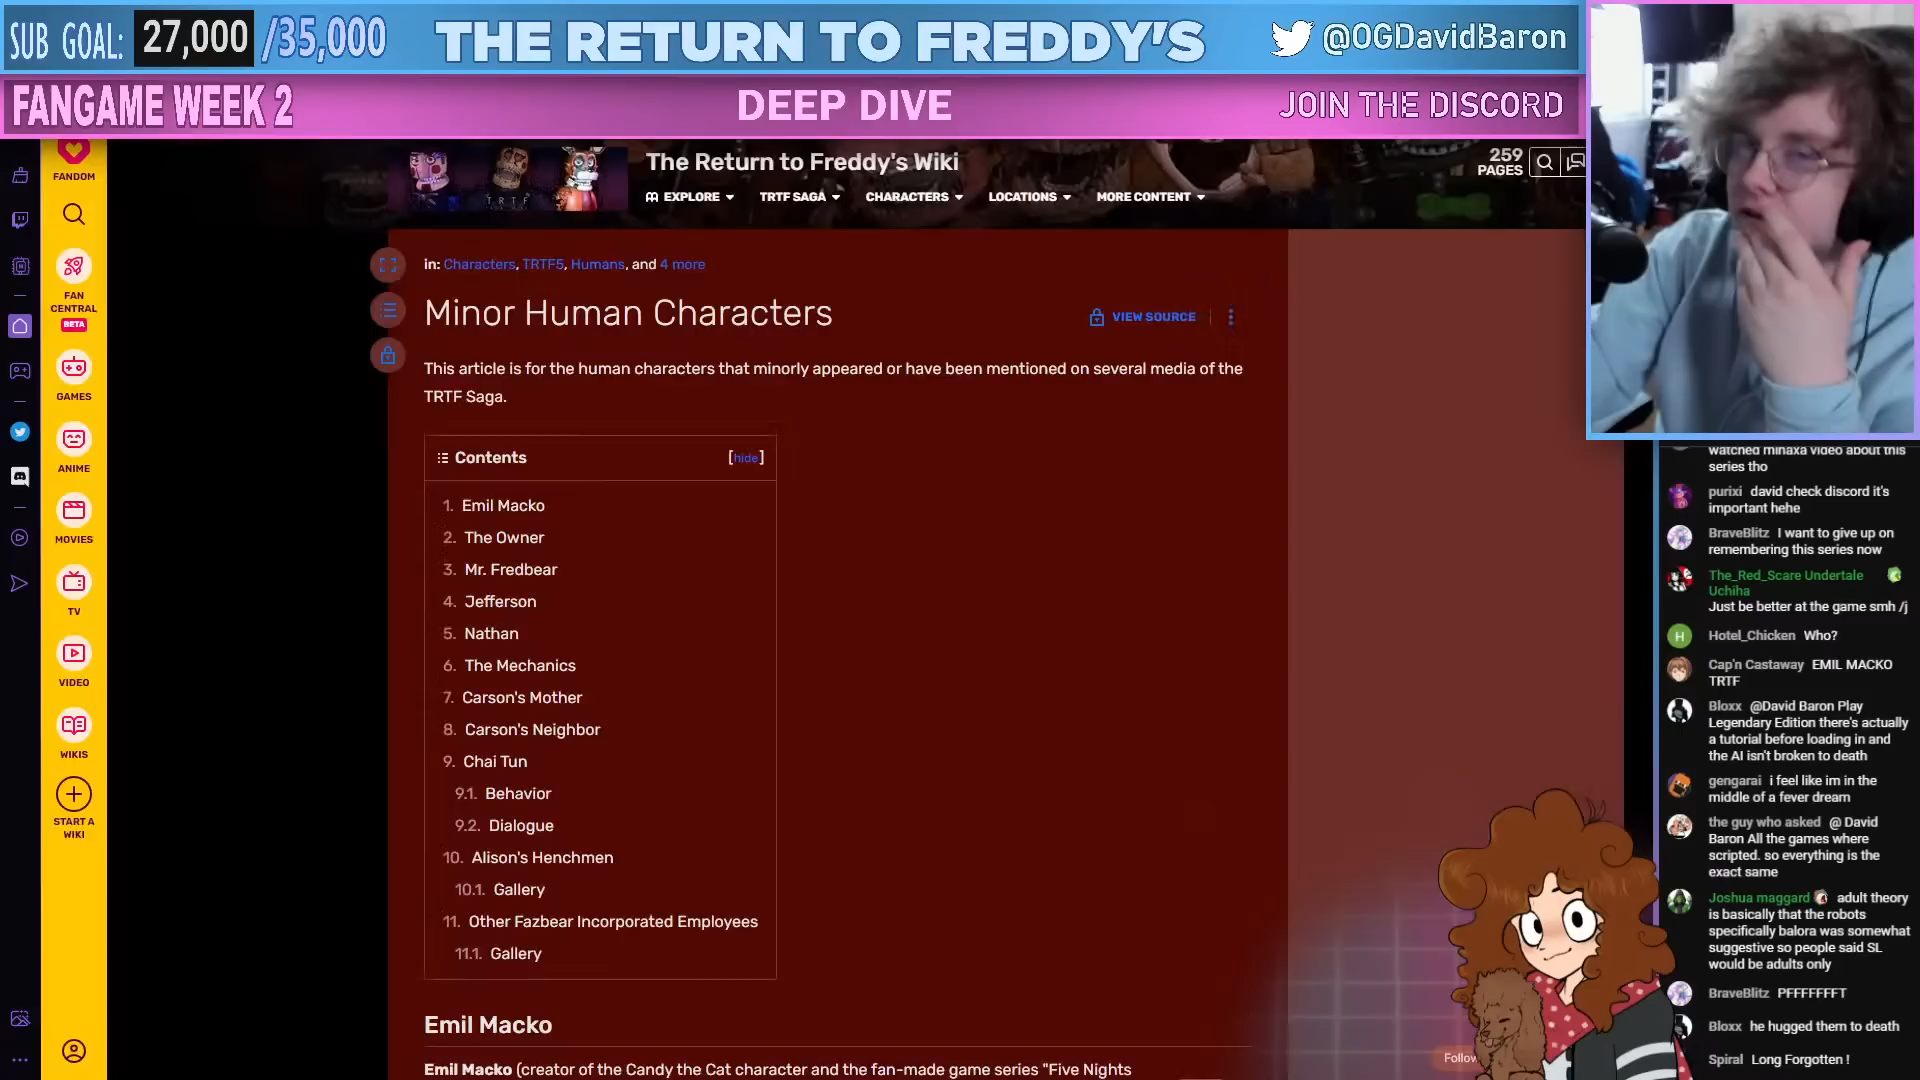 SUB GOAL: 27,000 /35,000
THE RETURN TO FREDDY'S
@OGDavidBaron
FANGAME WEEK 2
DEEP DIVE
JOIN THE DISCORD
FANDOM
FAN
CENTRAL
BETA
GAMES
ANIME
MOVIES
TV
VIDEO
WIKIS
START A
WIKI
TRTF
The Return to Freddy's Wiki
259
PAGES
EXPLORE
TRTF SAGA
CHARACTERS
LOCATIONS
MORE CONTENT
in: Characters, TRTF5, Humans, and 4 more
Minor Human Characters
VIEW SOURCE
This article is for the human characters that minorly appeared or have been mentioned on several media of the
TRTF Saga.
Contents
[hide]
1. Emil Macko
2. The Owner
3. Mr. Fredbear
4. Jefferson
5. Nathan
6. The Mechanics
7. Carson's Mother
8. Carson's Neighbor
9. Chai Tun
9.1. Behavior
9.2. Dialogue
10. Alison's Henchmen
10.1. Gallery
11. Other Fazbear Incorporated Employees
11.1. Gallery
Emil Macko
Emil Macko (creator of the Candy the Cat character and the fan-made game series "Five Nights
Follow
watched minaxa video about this
series tho
purixi david check discord it's
important hehe
BraveBlitz I want to give up on
remembering this series now
The_Red_Scare Undertale
Uchiha
Just be better at the game smh /j
H
Hotel_Chicken Who?
Cap'n Castaway EMIL MACKO
TRTF
Bloxx @David Baron Play
Legendary Edition there's actually
a tutorial before loading in and
the AI isn't broken to death
gengarai i feel like im in the
middle of a fever dream
the guy who asked @ David
Baron All the games where
scripted. so everything is the
exact same
Joshua maggard adult theory
is basically that the robots
specifically balora was somewhat
suggestive so people said SL
would be adults only
BraveBlitz PFFFFFFFT
Bloxx he hugged them to death
Spiral Long Forgotten !